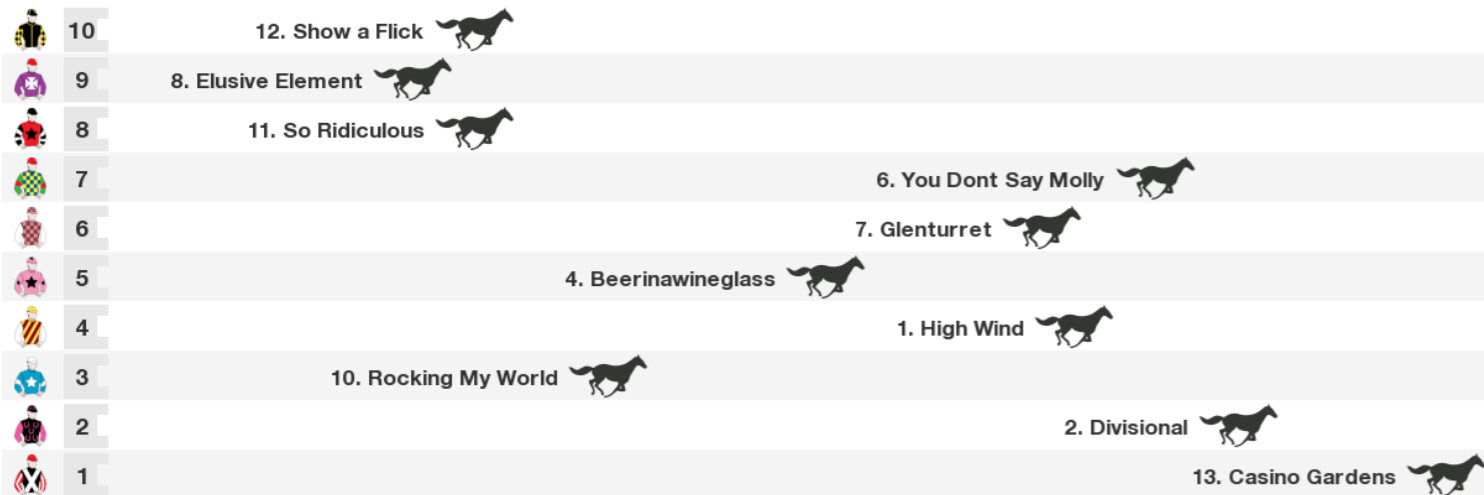 10 12. Show a Flick
9 8. Elusive Element
8 11. So Ridiculous
7 6. You Dont Say Molly
6 7. Glenturret
5 4. Beerinawineglass
4 1. High Wind
3 10. Rocking My World
2 2. Divisional
1 13. Casino Gardens